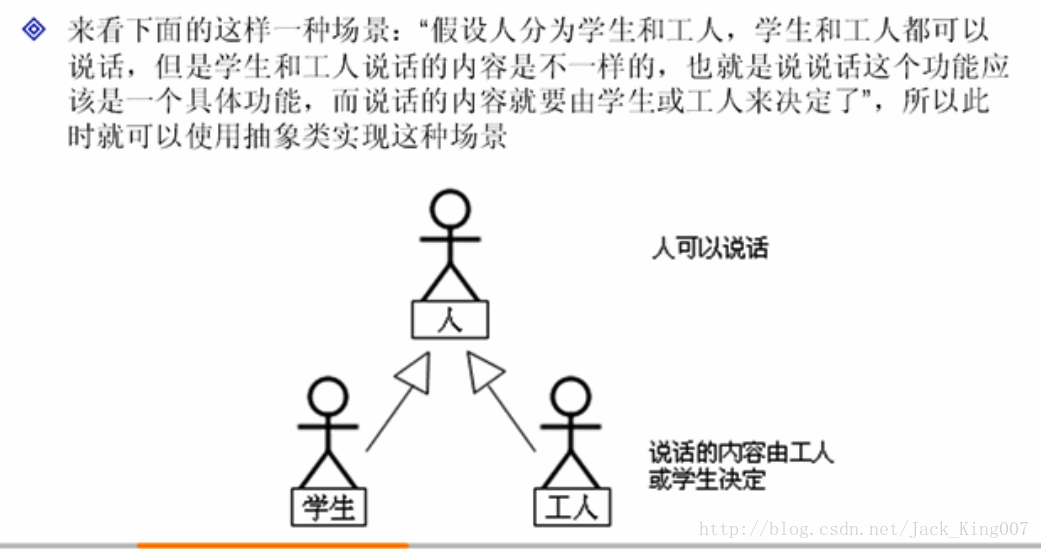 来看下面的这样一种场景：“假设人分为学生和工人，学生和工人都可以
说话，但是学生和工人说话的内容是不一样的，也就是说说话这个功能应
该是一个具体功能，而说话的内容就要由学生或工人来决定了”，所以此
时就可以使用抽象类实现这种场景
人可以说话
人
说话的内容由工人
或学生决定
学生
工人
http://blog.csdn.net/Jack_King007